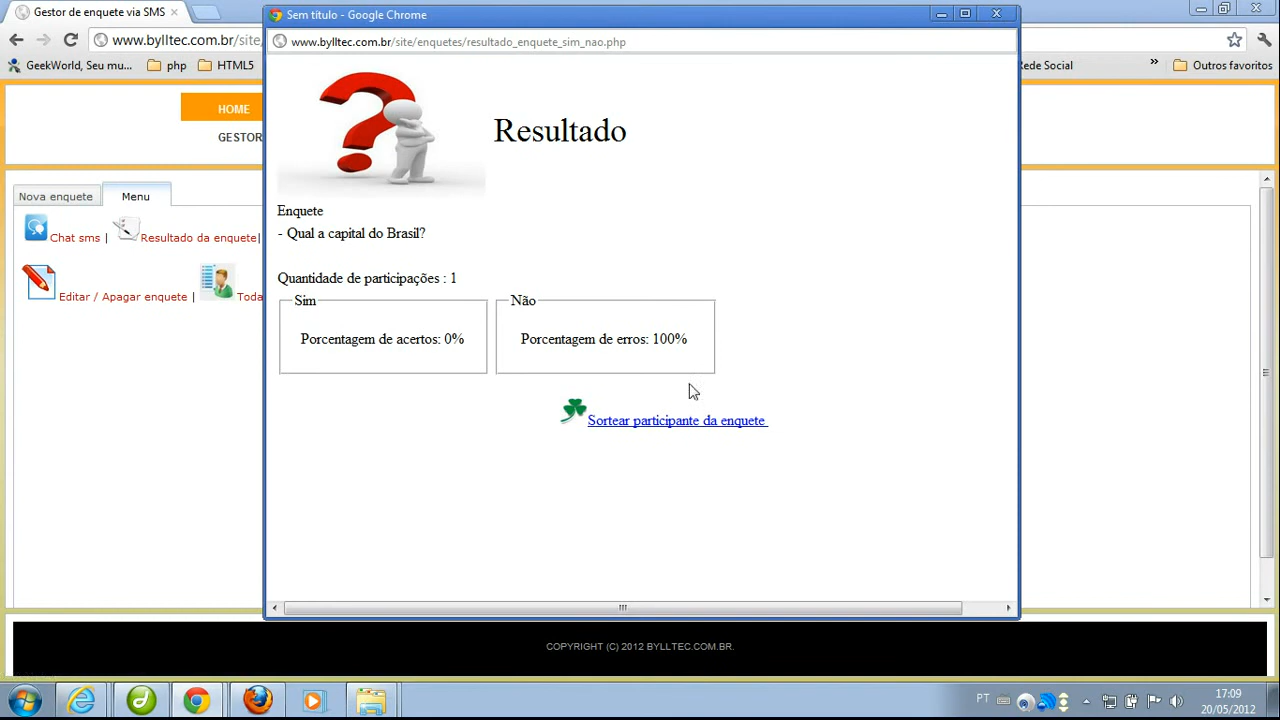 Gestor de enquete via SMS
Sem título - Google Chrome
www.bylltec.com.br/site/
www.bylltec.com.br/site/enquetes/resultado_enquete_sim_nao.php
GeekWorld, Seu mu...
php
HTML5
Rede Social
»
Outros favoritos
HOME
GESTOR
Nova enquete
Menu
Chat sms |
Resultado da enquete|
Editar / Apagar enquete |
Toda
Resultado
Enquete
- Qual a capital do Brasil?
Quantidade de participações : 1
Sim
Não
Porcentagem de acertos: 0%
Porcentagem de erros: 100%
Sortear participante da enquete
COPYRIGHT (C) 2012 BYLLTEC.COM.BR.
PT
17:09
20/05/2012